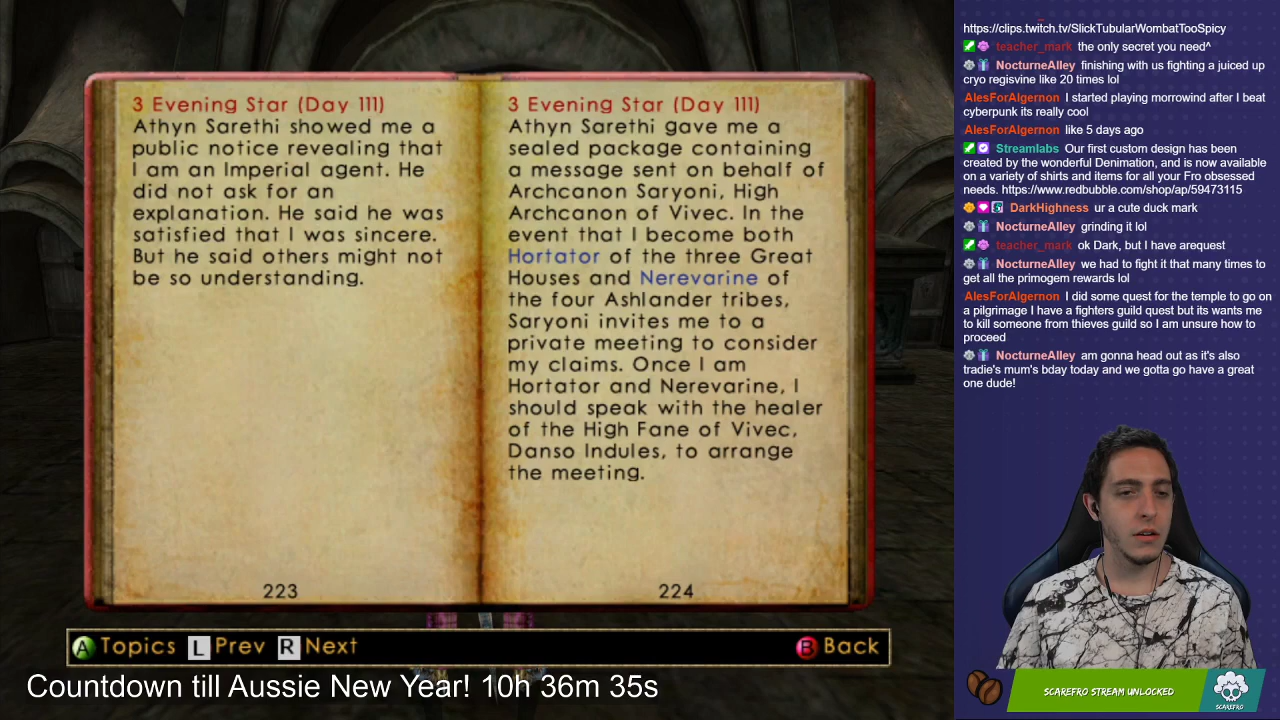 3 Evening Star (Day 111)
Athyn Sarethi showed me a
public notice revealing that
I am an Imperial agent. He
did not ask for an
explanation. He said he was
satisfied that I was sincere.
But he said others might not
be so understanding.
223
3 Evening Star (Day 111)
Athyn Sarethi gave me a
sealed package containing
a message sent on behalf of
Archcanon Saryoni, High
Archcanon of Vivec. In the
event that I become both
Hortator of the three Great
Houses and Nerevarine of
the four Ashlander tribes,
Saryoni invites me to a
private meeting to consider
my claims. Once I am
Hortator and Nerevarine, I
should speak with the healer
of the High Fane of Vivec,
Danso Indules, to arrange
the meeting.
224
A Topics L Prev R Next
B Back
Countdown till Aussie New Year! 10h 36m 35s
https://clips.twitch.tv/SlickTubularWombatTooSpicy
teacher_mark the only secret you need^
NocturneAlley finishing with us fighting a juiced up
cryo regisvine like 20 times lol
AlesForAlgernon I started playing morrowind after I beat
cyberpunk its really cool
AlesForAlgernon like 5 days ago
Streamlabs Our first custom design has been
created by the wonderful Denimation, and is now available
on a variety of shirts and items for all your Fro obsessed
needs. https://www.redbubble.com/shop/ap/59473115
DarkHighness ur a cute duck mark
NocturneAlley grinding it lol
teacher_mark ok Dark, but I have arequest
NocturneAlley we had to fight it that many times to
get all the primogem rewards lol
AlesForAlgernon I did some quest for the temple to go on
a pilgrimage I have a fighters guild quest but its wants me
to kill someone from thieves guild so I am unsure how to
proceed
NocturneAlley am gonna head out as it's also
tradie's mum's bday today and we gotta go have a great
one dude!
SCAREFRO STREAM UNLOCKED
SCAREFRO